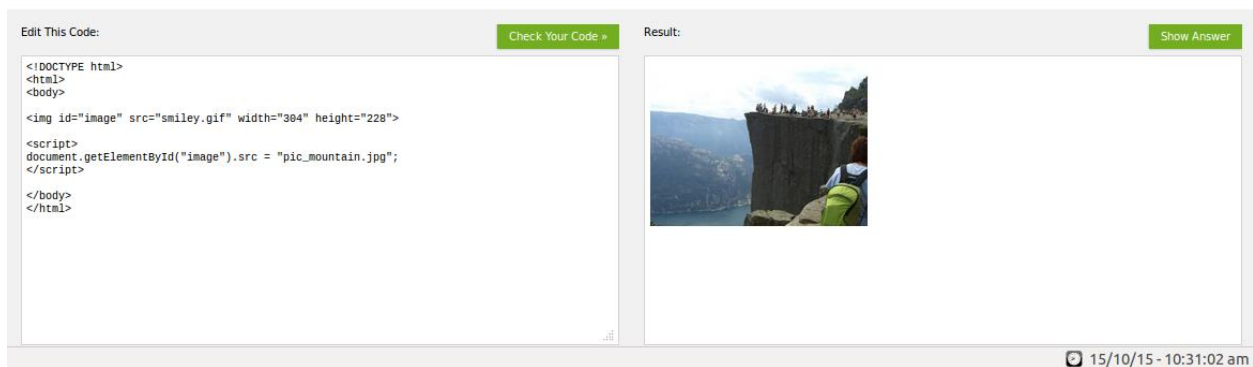 Edit This Code:
Check Your Code »
Result:
Show Answer
<!DOCTYPE html>
<html>
<body>
<img id="image" src="smiley.gif" width="304" height="228">
<script>
document.getElementById("image").src = "pic_mountain.jpg";
</script>
</body>
</html>
15/10/15 - 10:31:02 am